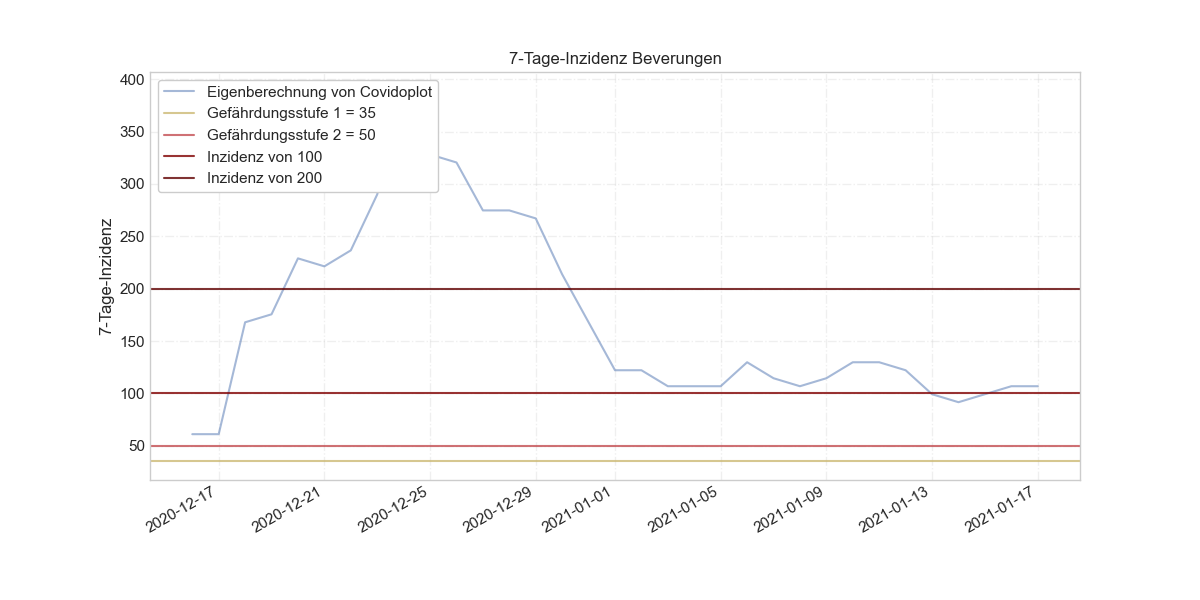 7-Tage-Inzidenz Beverungen
400
350
300
250
200
150
100
50
7-Tage-Inzidenz
Eigenberechnung von Covidoplot
Gefährdungsstufe 1 = 35
Gefährdungsstufe 2 = 50
Inzidenz von 100
Inzidenz von 200
2020-12-17
2020-12-21
2020-12-25
2020-12-29
2021-01-01
2021-01-05
2021-01-09
2021-01-13
2021-01-17